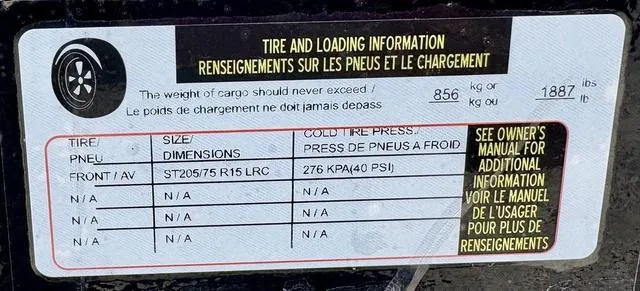 TIRE AND LOADING INFORMATION
RENSEIGNEMENTS SUR LES PNEUS ET LE CHARGEMENT
The weight of cargo should never exceed / 856 kg or 1887 lbs
Le poids de chargement ne doit jamais depass kg ou lb
TIRE/ SIZE/ COLD TIRE PRESS./
PNEU DIMENSIONS PRESS DE PNEUS A FROID
FRONT / AV ST205/75 R15 LRC 276 KPA(40 PSI)
N / A N / A N / A
N / A N / A N / A
N / A N / A N / A
SEE OWNER'S
MANUAL FOR
ADDITIONAL
INFORMATION
VOIR LE MANUEL
DE L'USAGER
POUR PLUS DE
RENSEIGNEMENTS